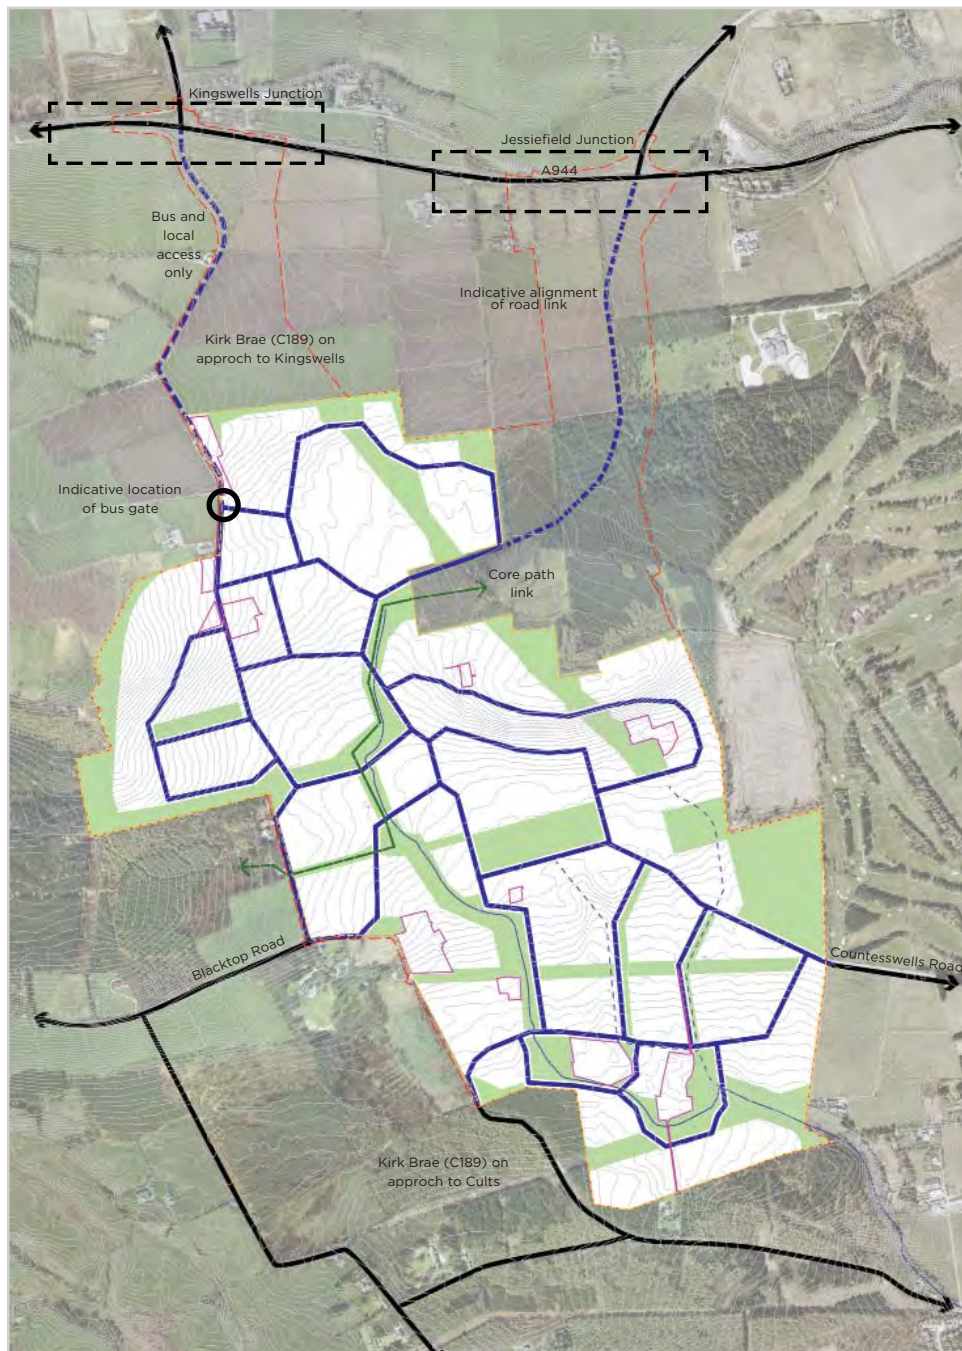 Kingswells Junction
Jessiefield Junction
A944
Bus and
local
access
only
Indicative alignment
of road link
Kirk Brae (C189) on
approch to Kingswells
Indicative location
of bus gate
Core path
link
Blacktop Road
Countesswells Road
Kirk Brae (C189) on
approch to Cults